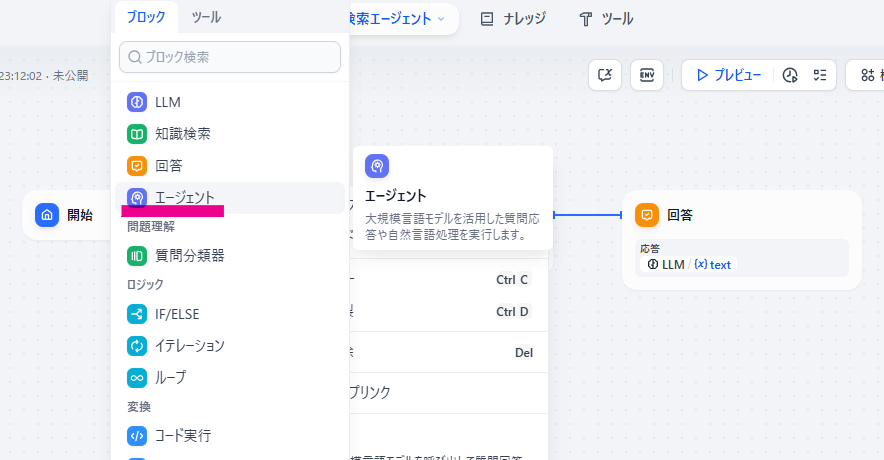 ブロック
ツール
検索エージェント
ナレッジ
ツール
ブロック検索
23:12:02 · 未公開
ENV
プレビュー
LLM
知識検索
回答
エージェント
問題理解
質問分類器
ロジック
IF/ELSE
イテレーション
ループ
変換
コード実行
開始
エージェント
大規模言語モデルを活用した質問応
答や自然言語処理を実行します。
Ctrl C
Ctrl D
Del
プリンク
回答
応答
LLM / {x} text